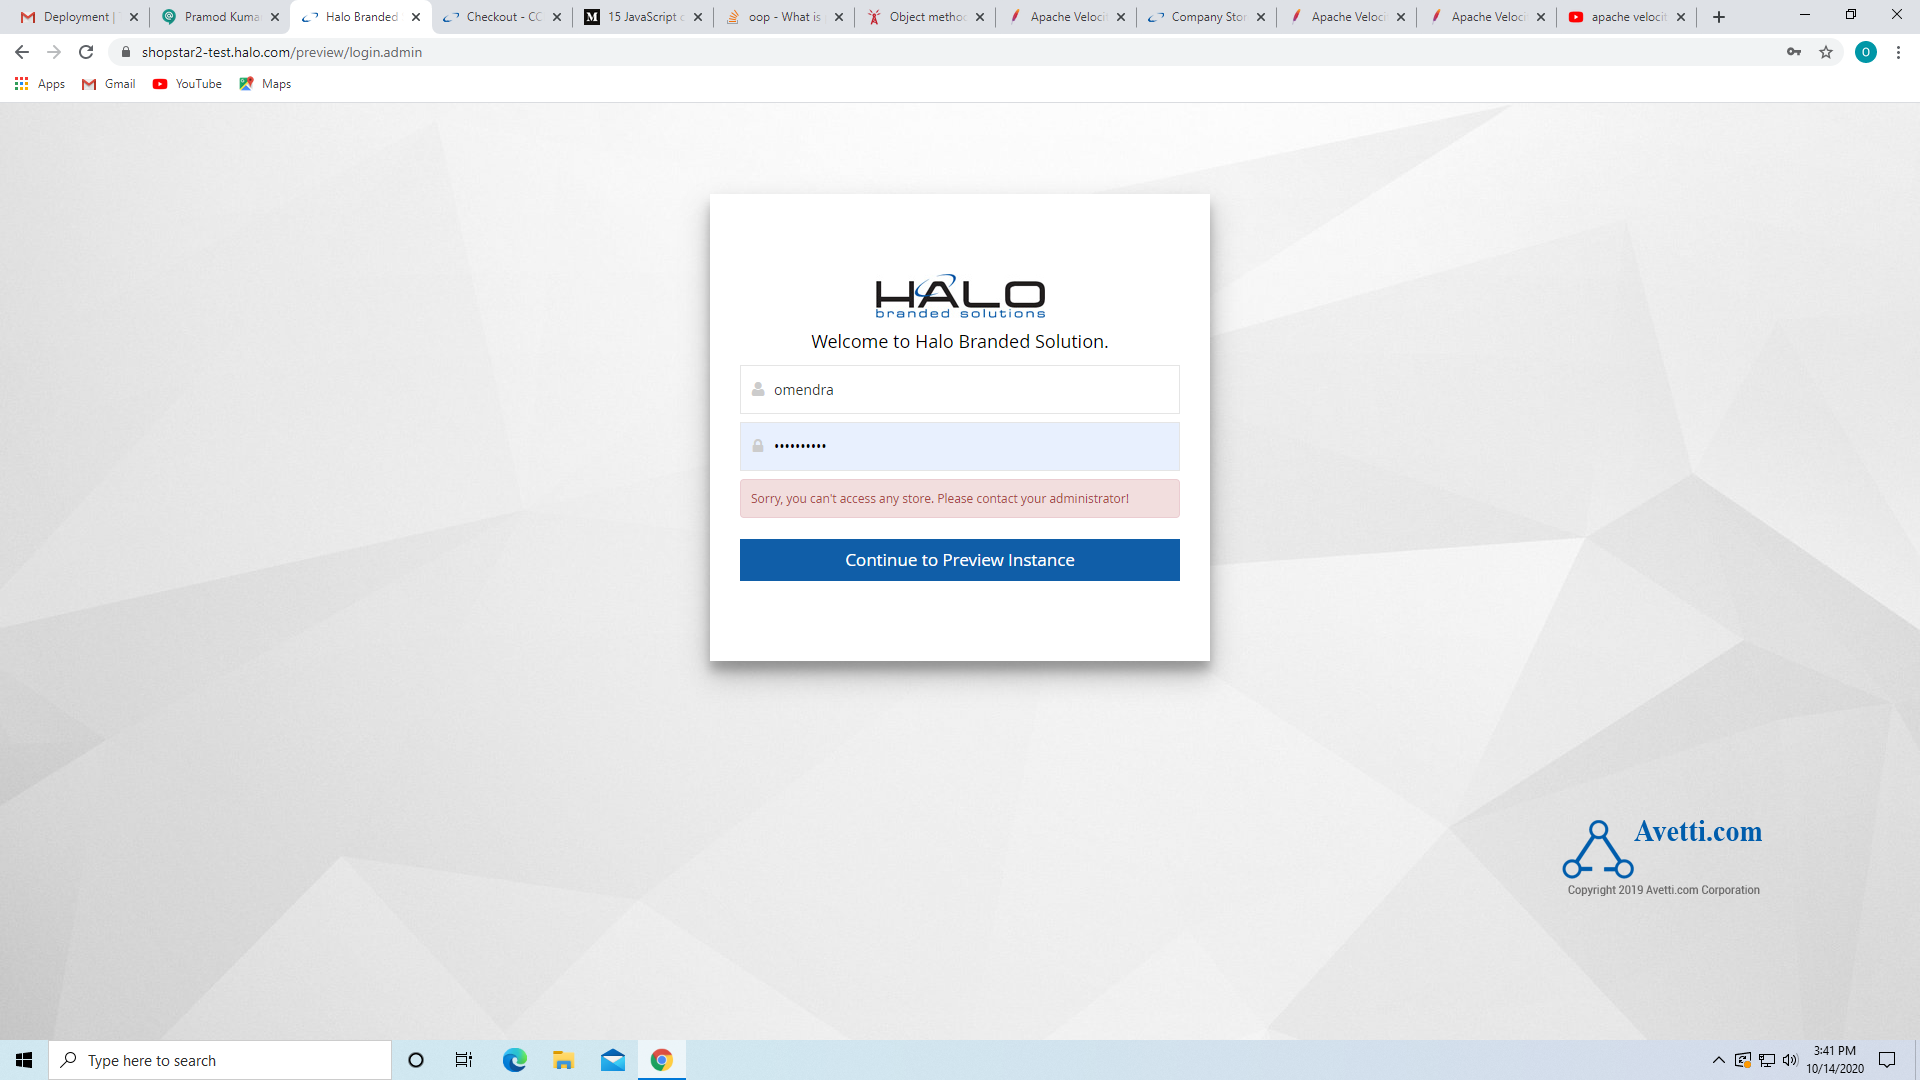 Deployment |
Pramod Kuma
Halo Branded
Checkout - CC
15 JavaScript
oop - What is
Object metho
Apache Veloci
Company Stor
Apache Veloci
Apache Veloci
apache velocit
shopstar2-test.halo.com/preview/login.admin
O
Apps
Gmail
YouTube
Maps
HALO
branded solutions
Welcome to Halo Branded Solution.
omendra
••••••••••
Sorry, you can't access any store. Please contact your administrator!
Continue to Preview Instance
Avetti.com
Copyright 2019 Avetti.com Corporation
Type here to search
3:41 PM
10/14/2020